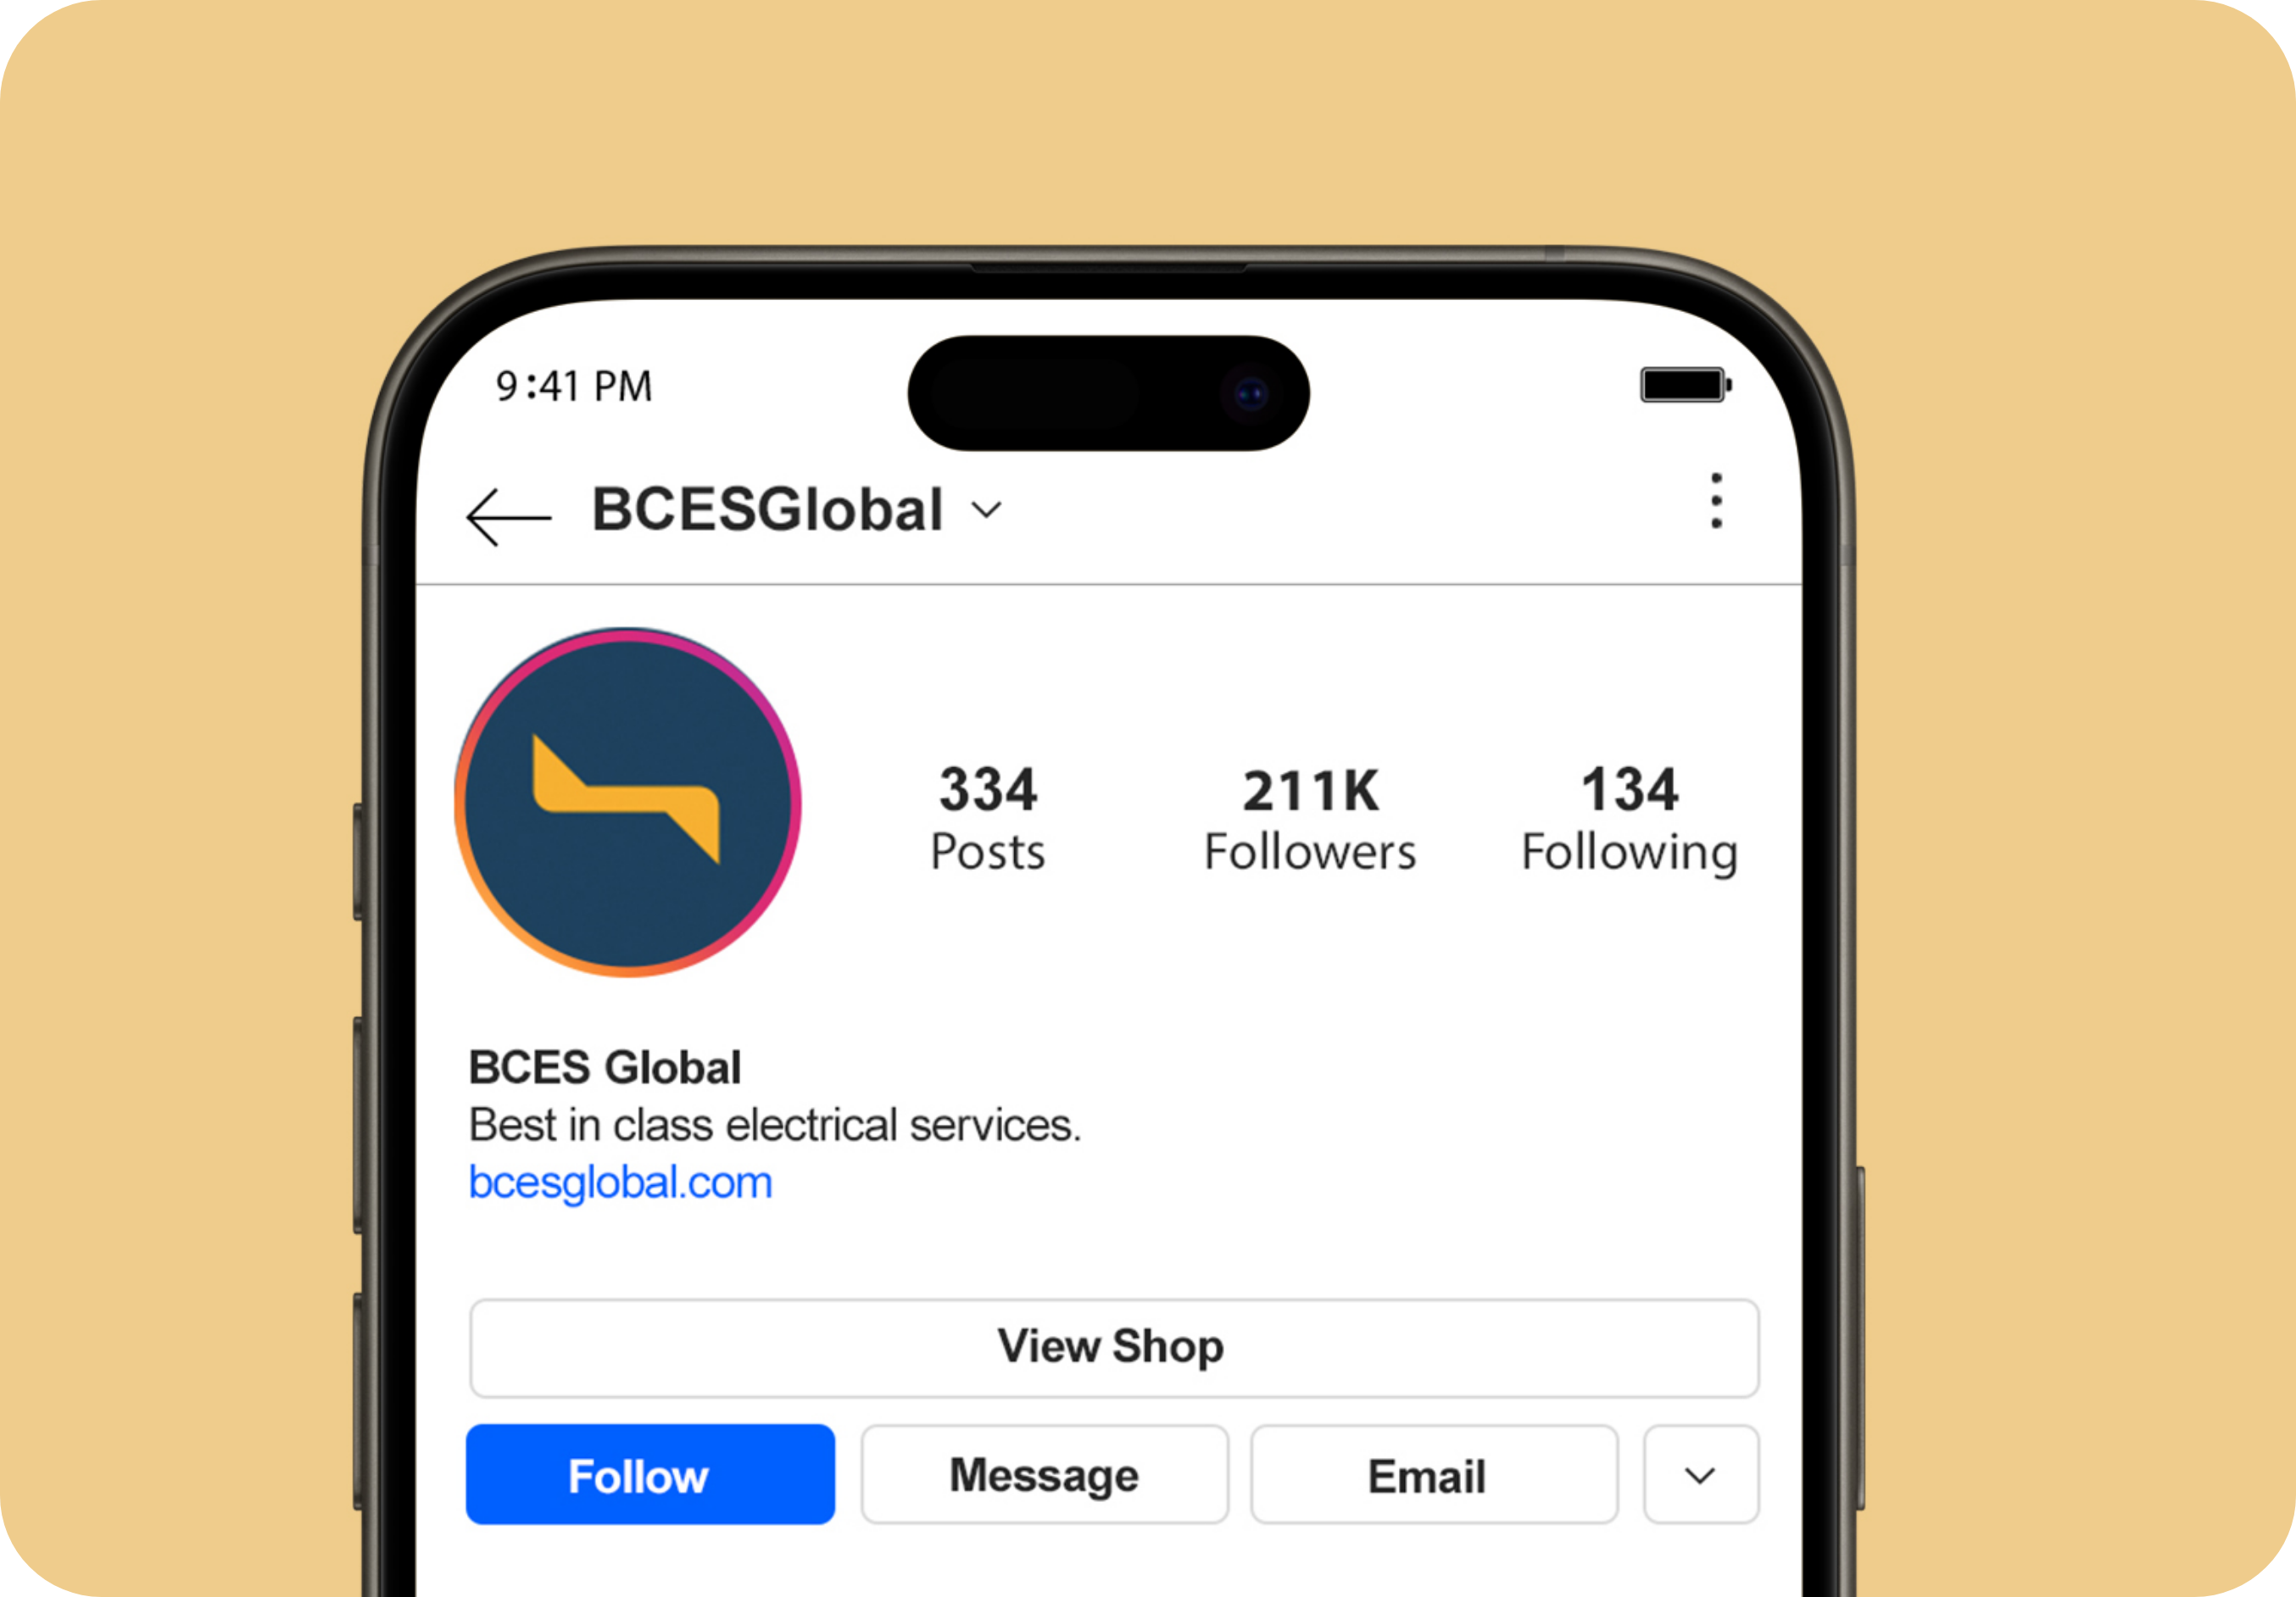 9:41 PM
BCESGlobal
334 211K 134
Posts Followers Following
BCES Global
Best in class electrical services.
bcesglobal.com
View Shop
Follow Message Email